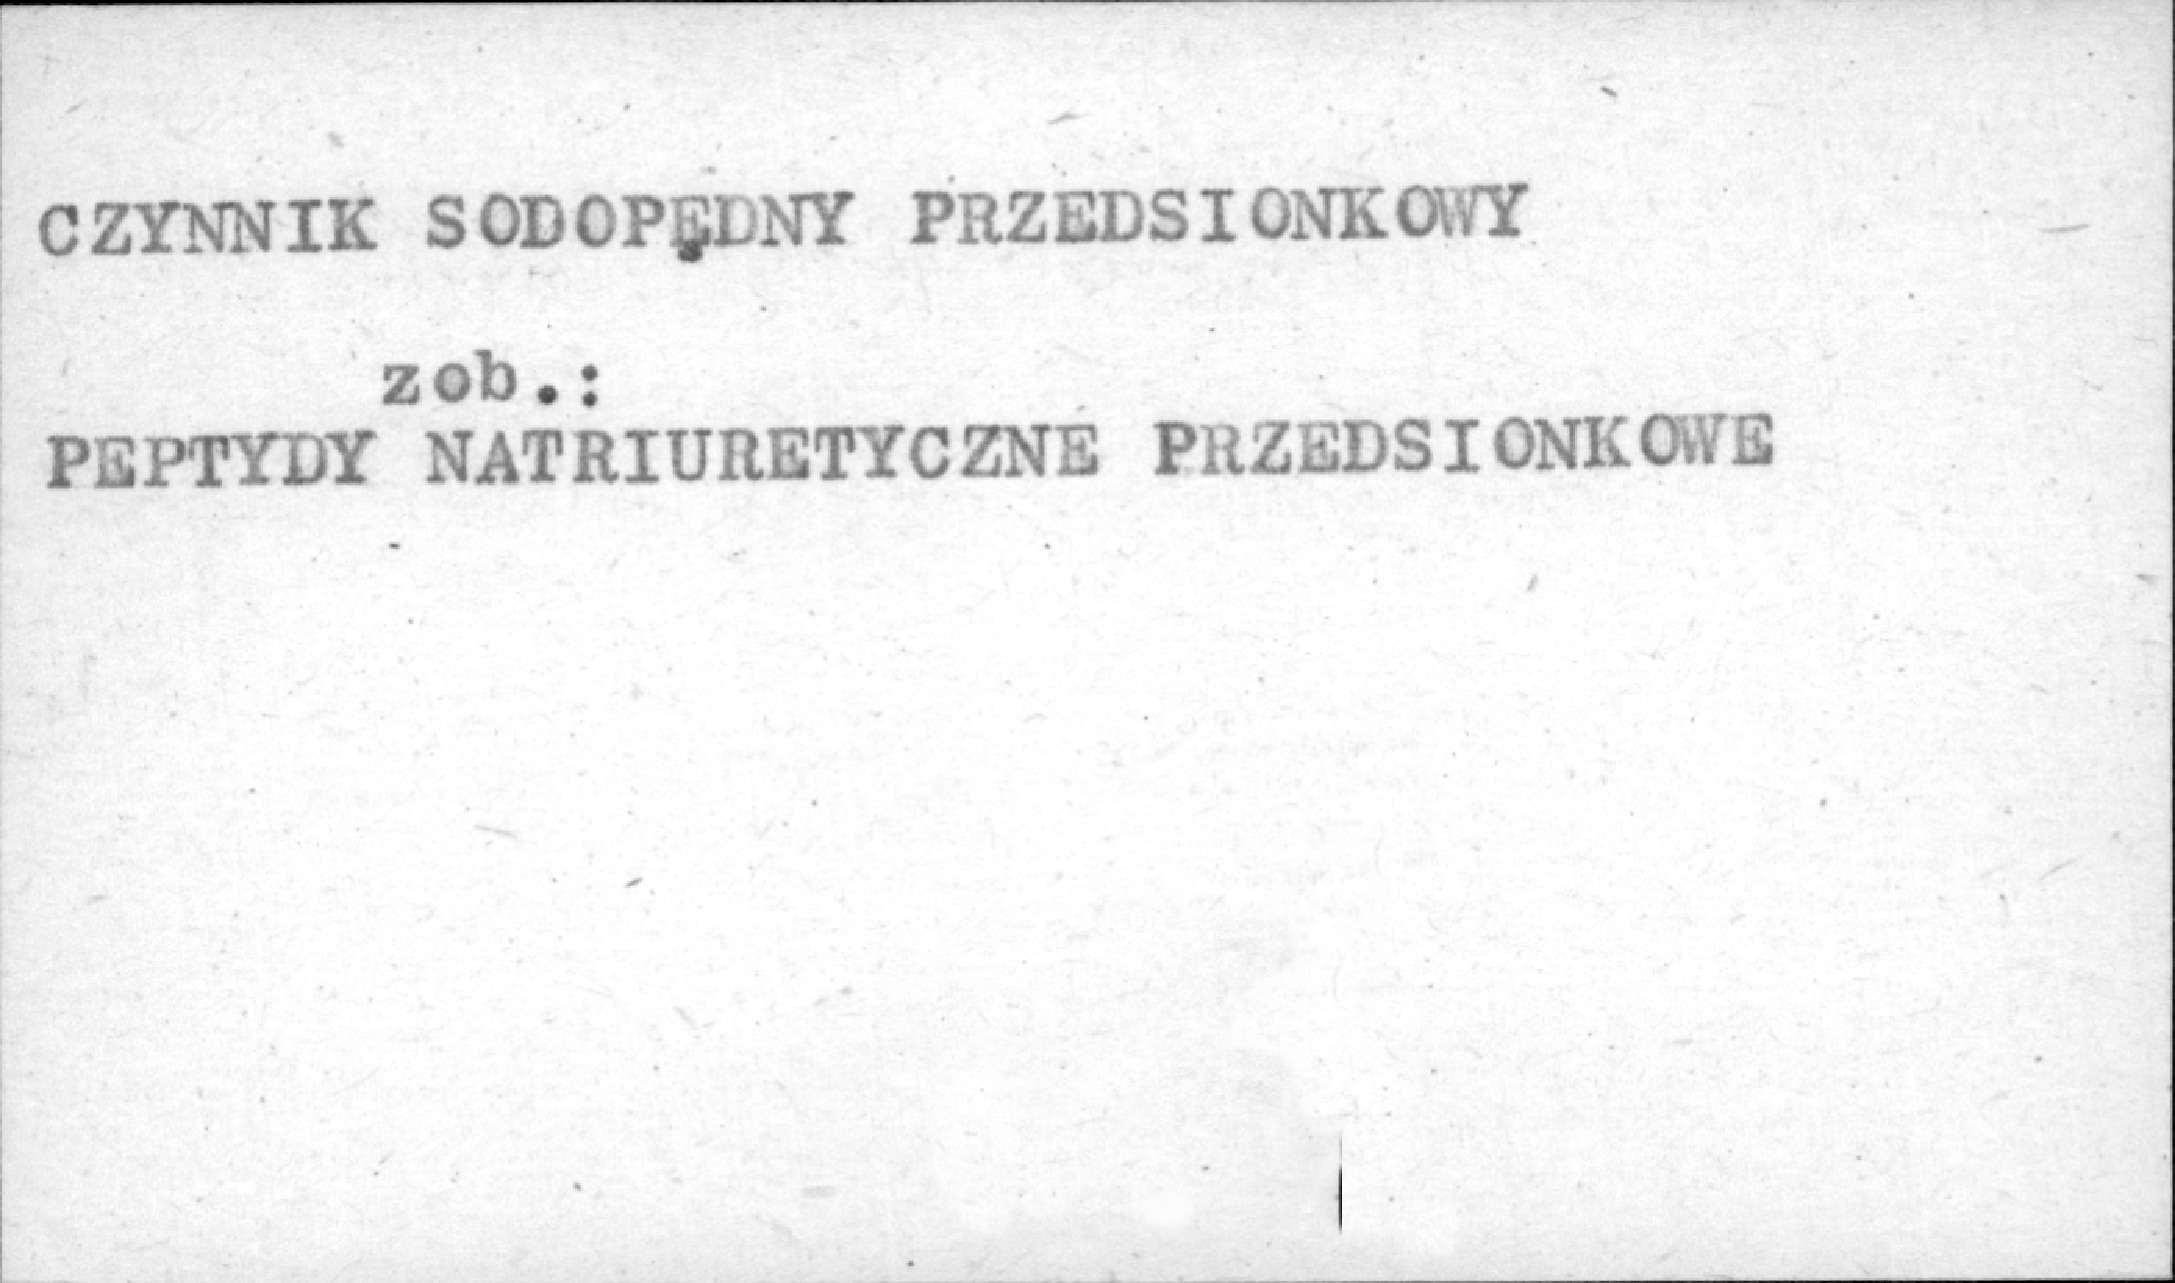 CZYNNIK SODOPĘDNY PRZEDSIONKOWY
zob.:
PEPTYDY NATRIURETYCZNE PRZEDSIONKOWE